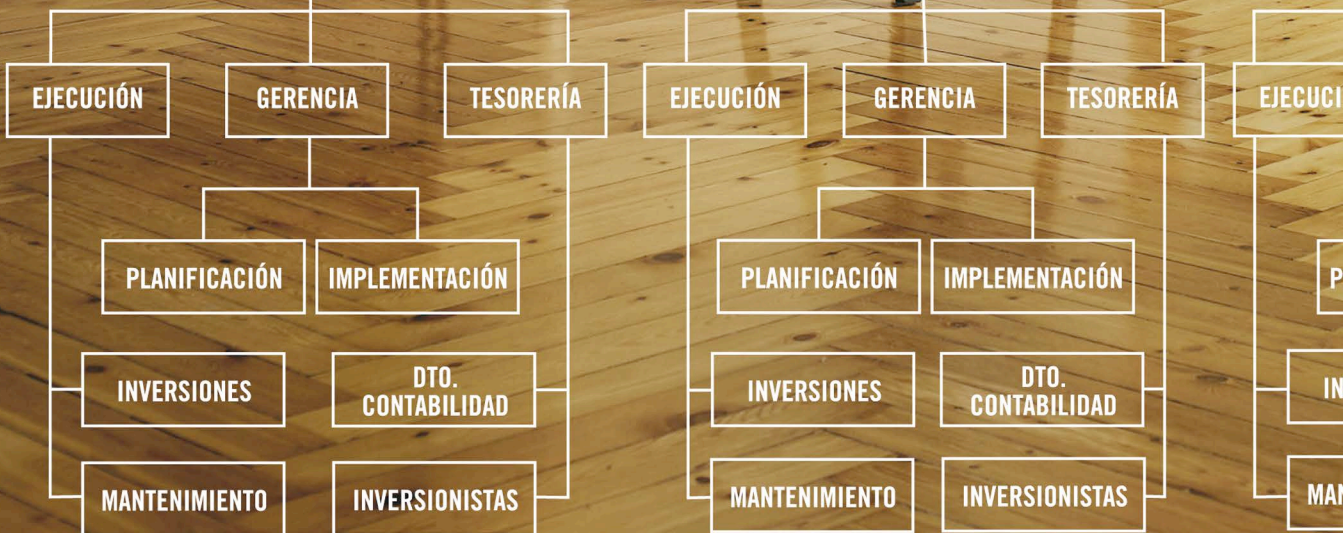 EJECUCIÓN GERENCIA TESORERÍA EJECUCIÓN GERENCIA TESORERÍA
PLANIFICACIÓN IMPLEMENTACIÓN PLANIFICACIÓN IMPLEMENTACIÓN
INVERSIONES DTO. CONTABILIDAD INVERSIONES DTO. CONTABILIDAD
MANTENIMIENTO INVERSIONISTAS MANTENIMIENTO INVERSIONISTAS